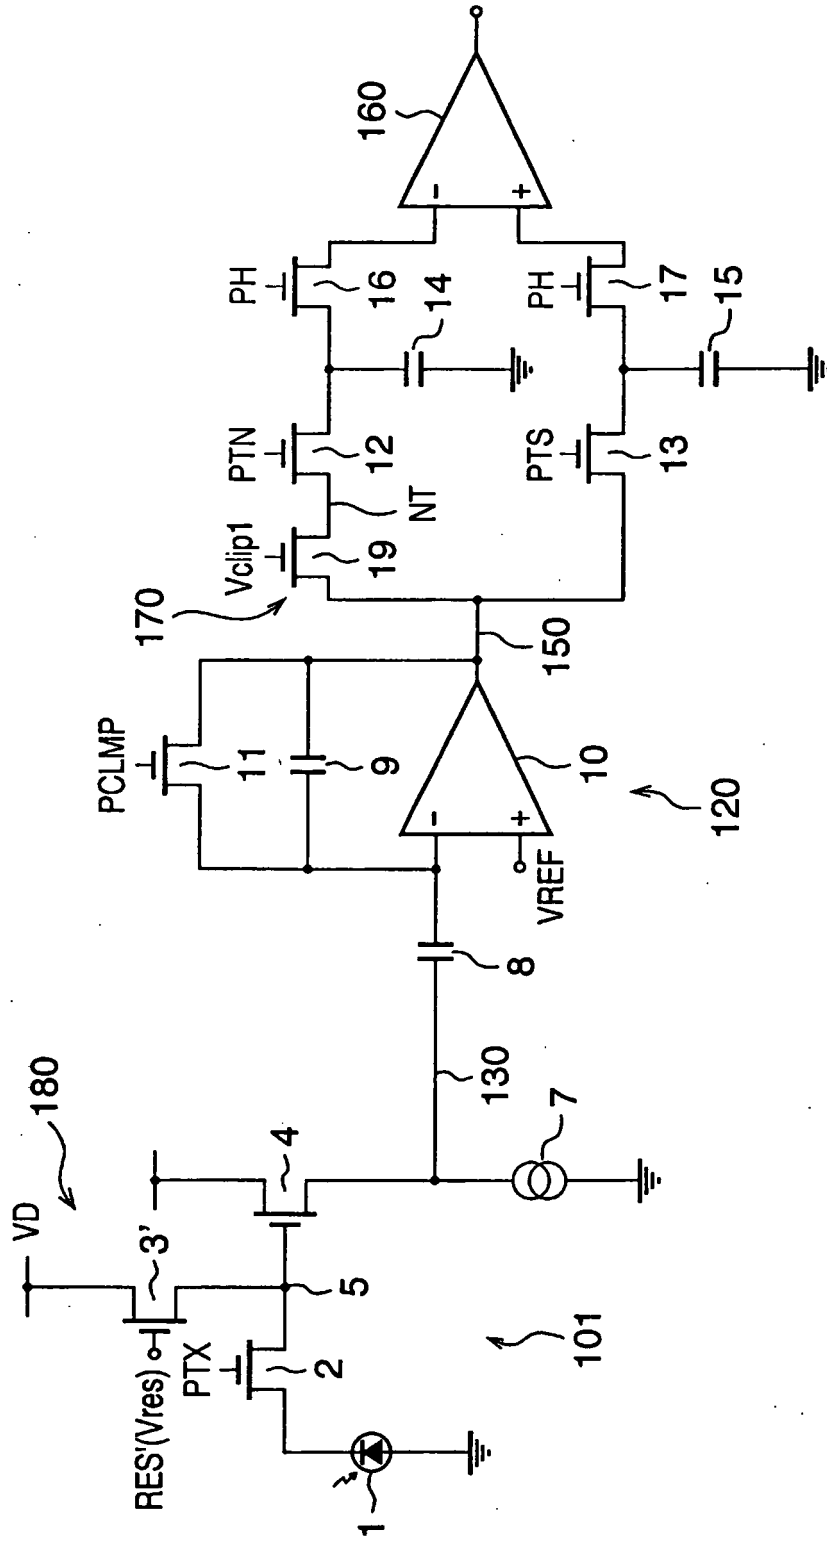 180
VD
3'
RES'(Vres)
PTX
2
1
5
4
101
130
7
8
PCLMP
11
9
VREF
-
+
10
120
150
170
Vclip1
19
NT
PTN
12
PTS
13
PH
16
14
PH
17
15
-
+
160